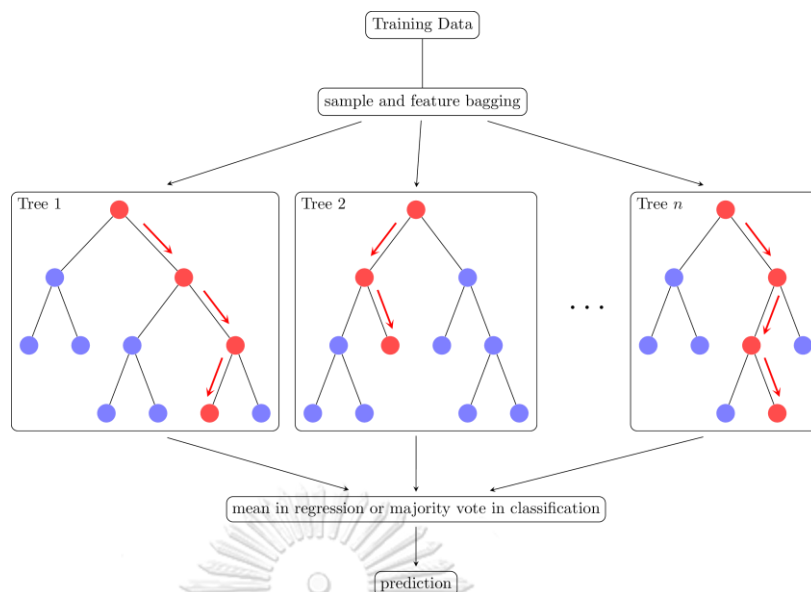 Training Data
sample and feature bagging
Tree 1
Tree 2
Tree n
...
mean in regression or majority vote in classification
prediction